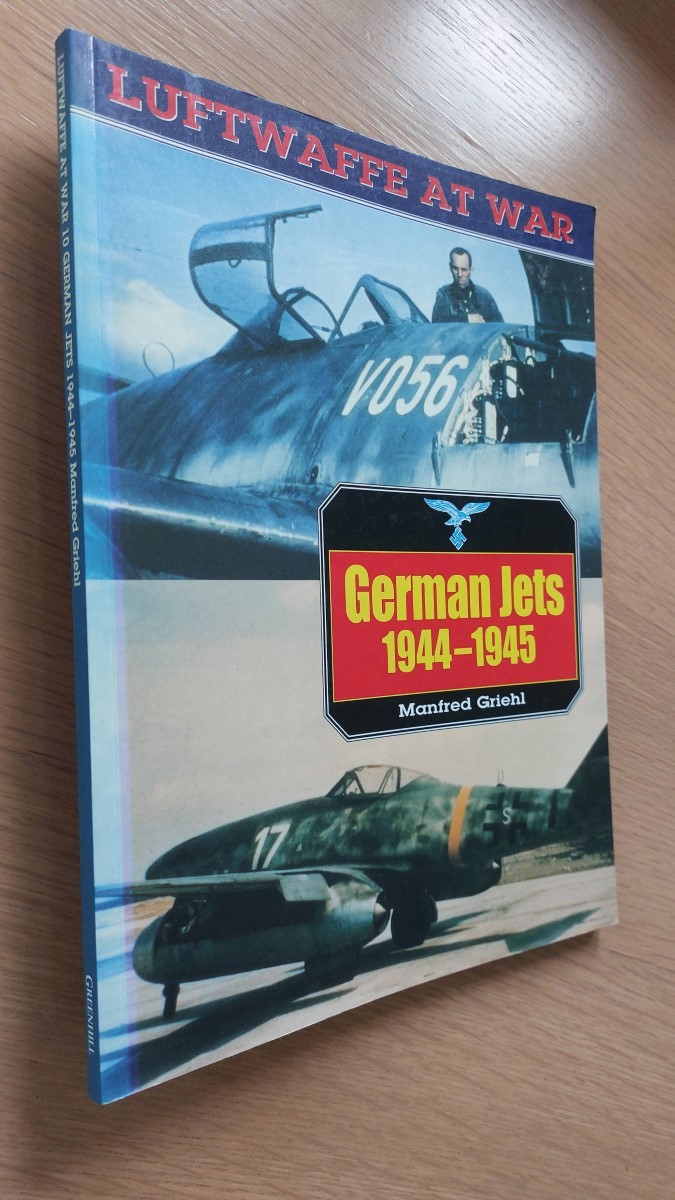 LUFTWAFFE AT WAR
V056
German Jets
1944–1945
Manfred Griehl
17
S
LUFTWAFFE AT WAR 10 GERMAN JETS 1944–1945 Manfred Griehl
GREENHILL